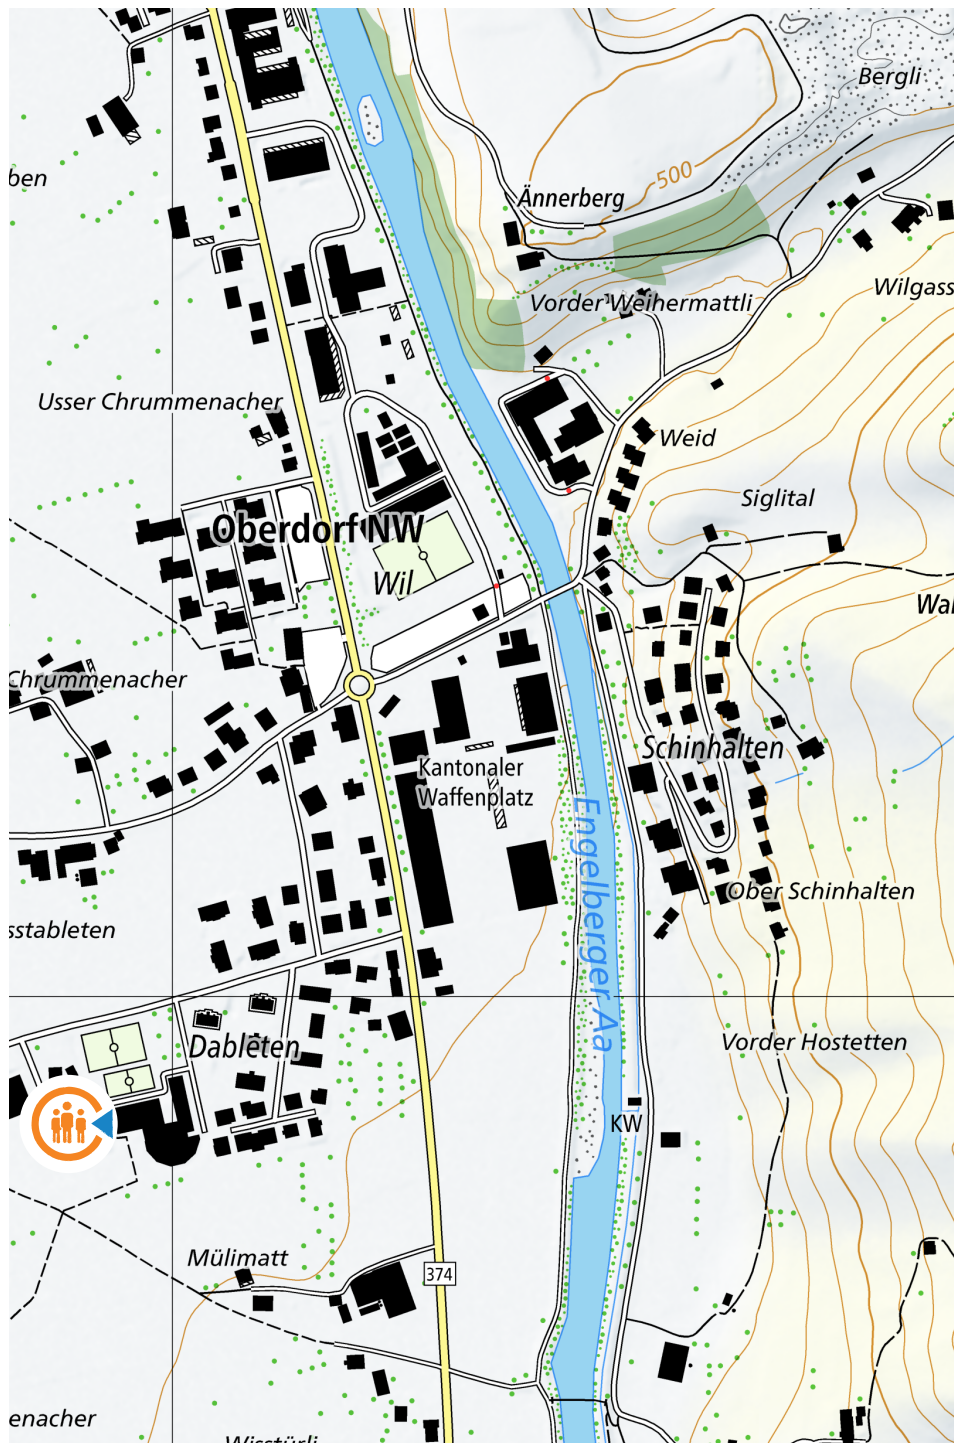 Bergli
ben
Ännerberg
500
Wilgass
Vorder Weihermattli
Usser Chrummenacher
Weid
Siglital
Oberdorf NW
Wil
Wal
Chrummenacher
Schinhalten
Kantonaler
Waffenplatz
Engelberger Aa
Ober Schinhalten
sstableten
Dableten
Vorder Hostetten
KW
Mülimatt
374
enacher
Wisstürli